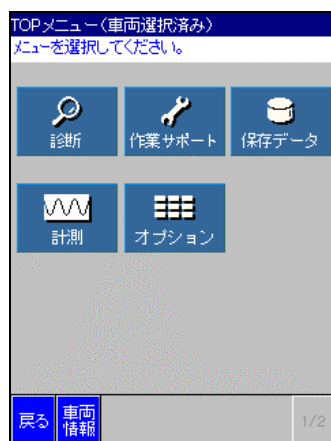 TOPメニュー(車両選択済み)
メニューを選択してください。
診断
作業サポート
保存データ
計測
オプション
戻る
車両
情報
1/2